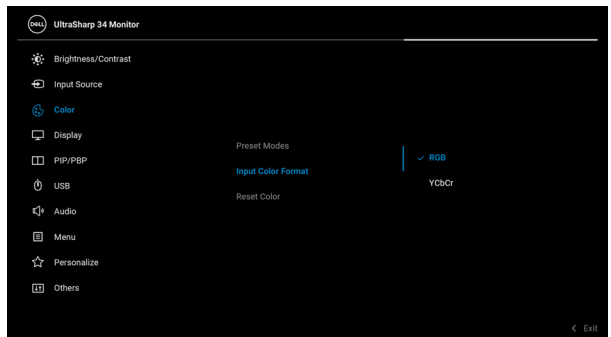 DELL
UltraSharp 34 Monitor
Brightness/Contrast
Input Source
Color
Display
PIP/PBP
USB
Audio
Menu
Personalize
Others
Preset Modes
Input Color Format
Reset Color
RGB
YCbCr
Exit